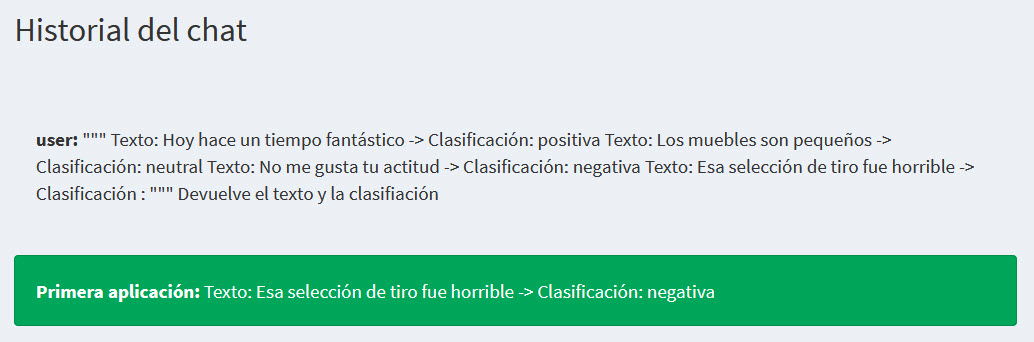 Historial del chat
user: """ Texto: Hoy hace un tiempo fantástico -> Clasificación: positiva Texto: Los muebles son pequeños ->
Clasificación: neutral Texto: No me gusta tu actitud -> Clasificación: negativa Texto: Esa selección de tiro fue horrible ->
Clasificación : """ Devuelve el texto y la clasifiación
Primera aplicación: Texto: Esa selección de tiro fue horrible -> Clasificación: negativa